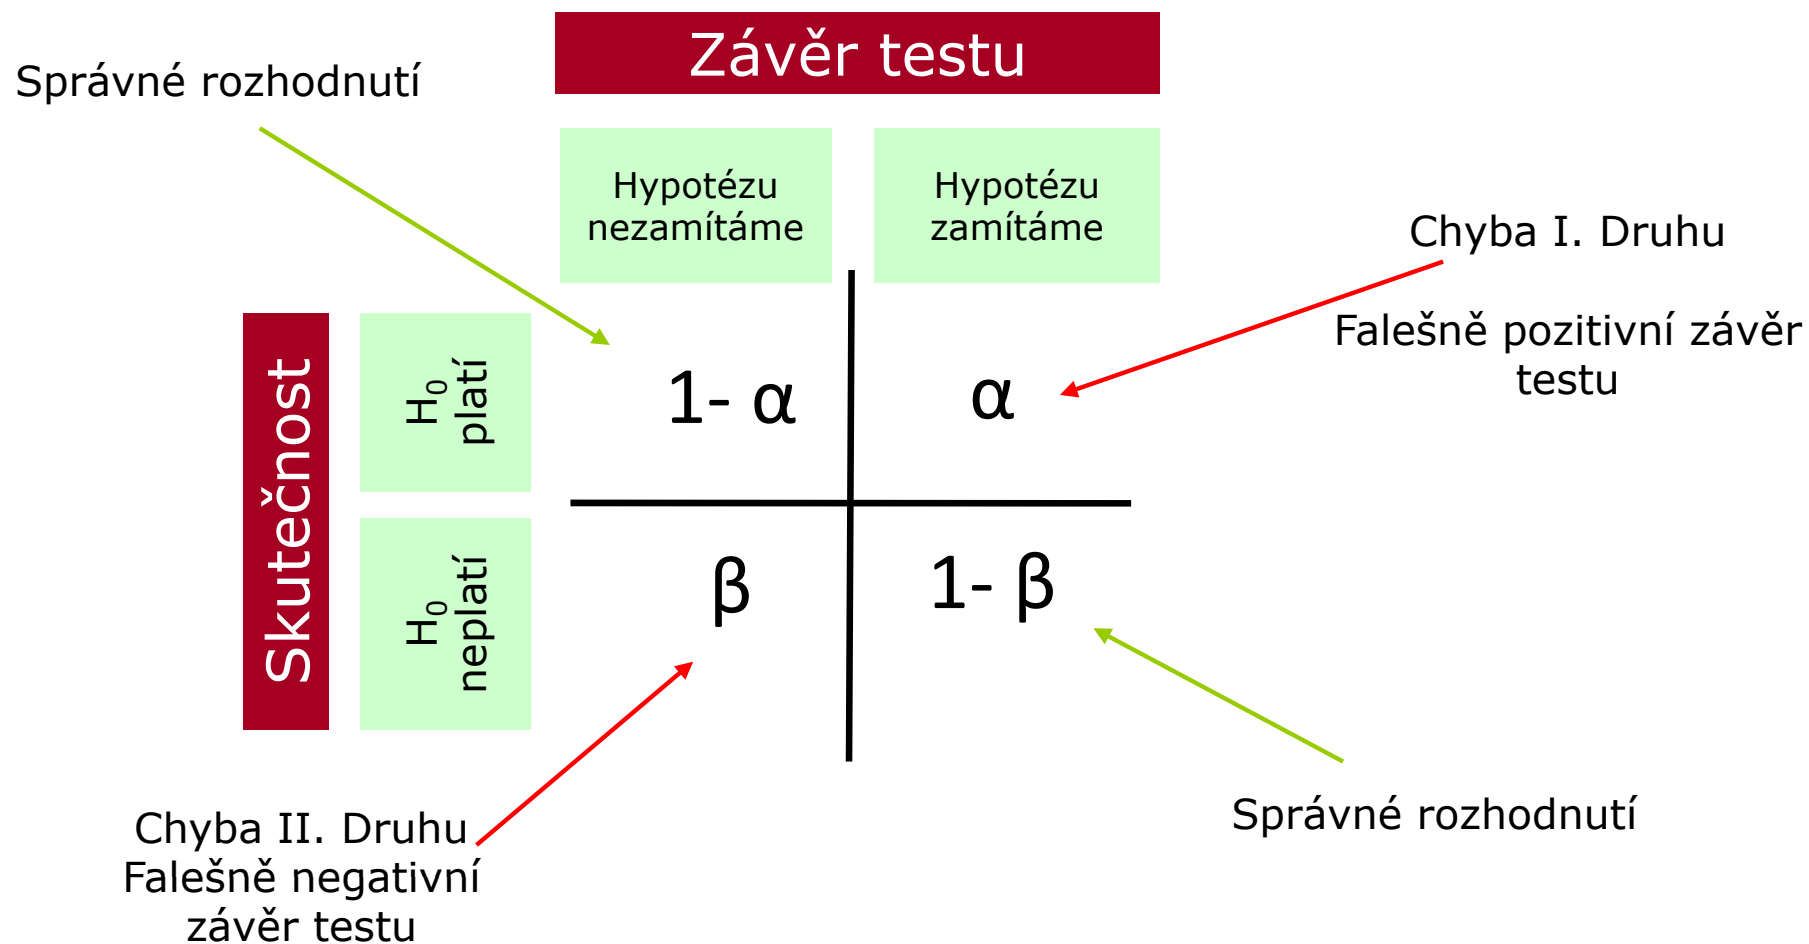 Závěr testu
Správné rozhodnutí
Hypotézu
nezamítáme
Hypotézu
zamítáme
Chyba I. Druhu
Falešně pozitivní závěr
testu
Skutečnost
H₀
platí
1- α
α
H₀
neplatí
β
1- β
Chyba II. Druhu
Falešně negativní
závěr testu
Správné rozhodnutí